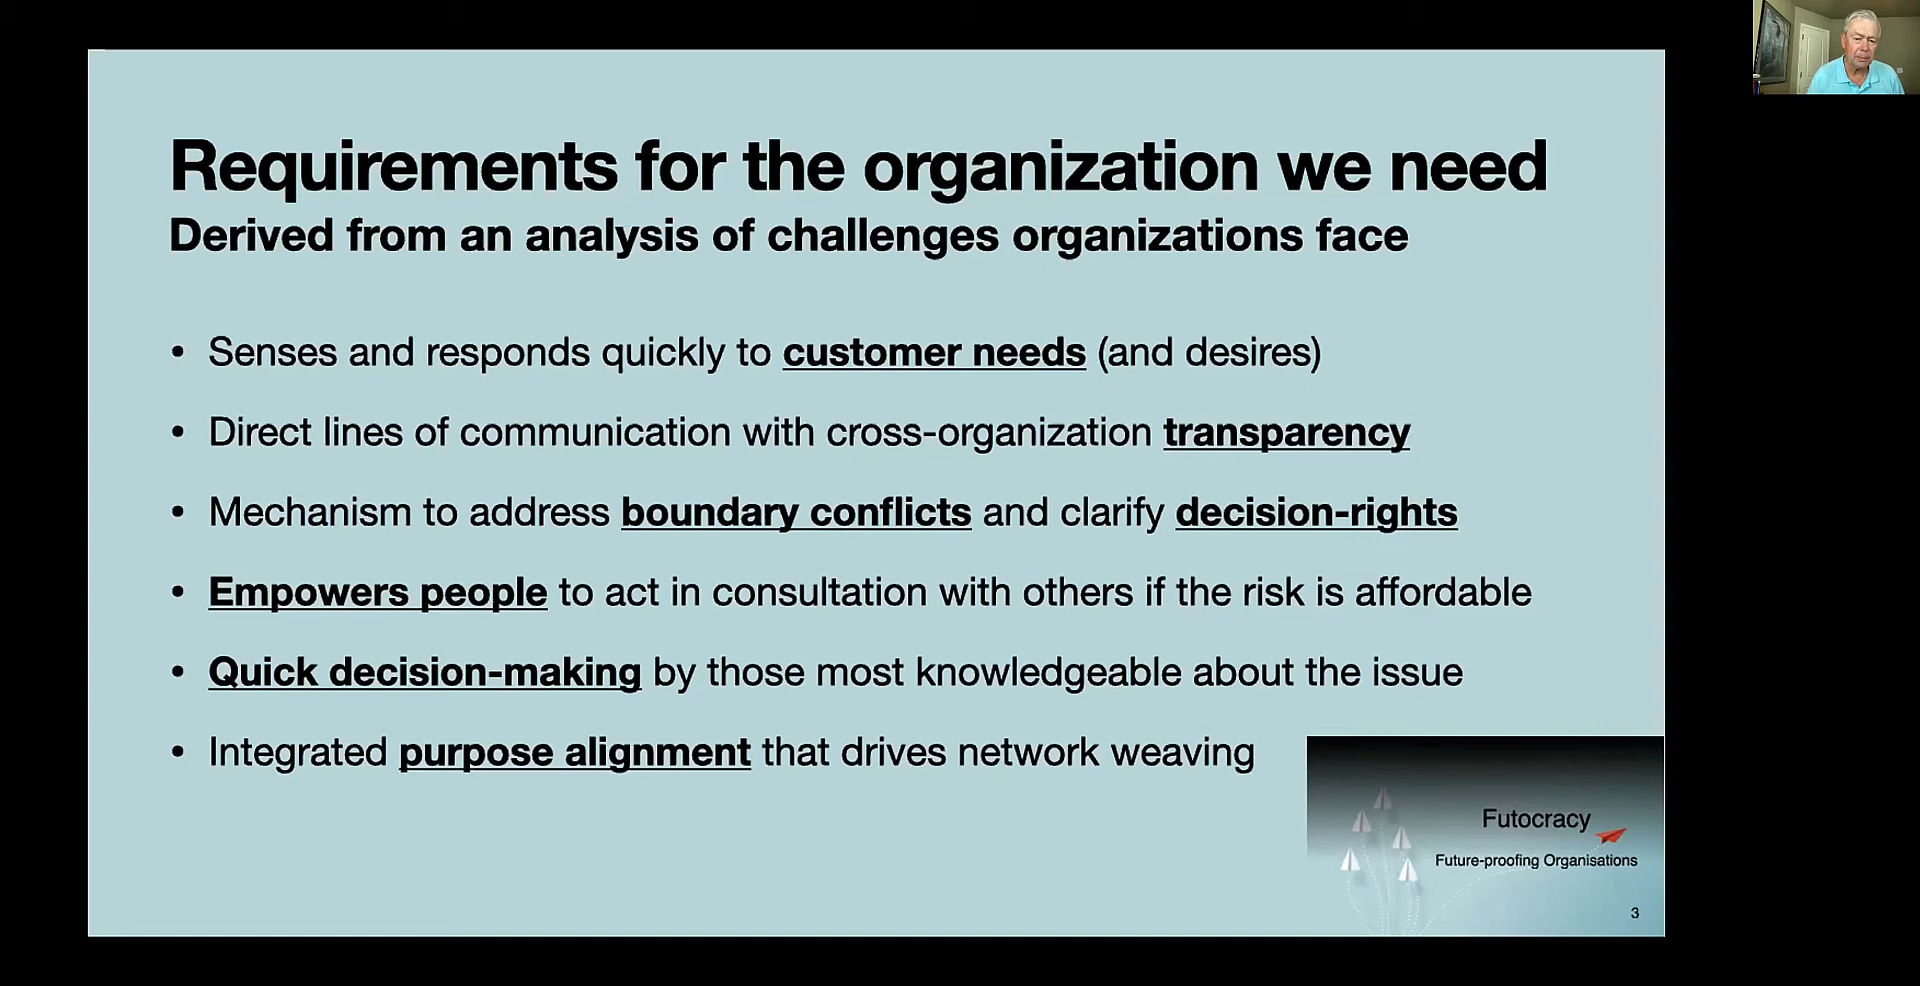 Requirements for the organization we need
Derived from an analysis of challenges organizations face
• Senses and responds quickly to customer needs (and desires)
• Direct lines of communication with cross-organization transparency
• Mechanism to address boundary conflicts and clarify decision-rights
• Empowers people to act in consultation with others if the risk is affordable
• Quick decision-making by those most knowledgeable about the issue
• Integrated purpose alignment that drives network weaving
Futocracy
Future-proofing Organisations
3